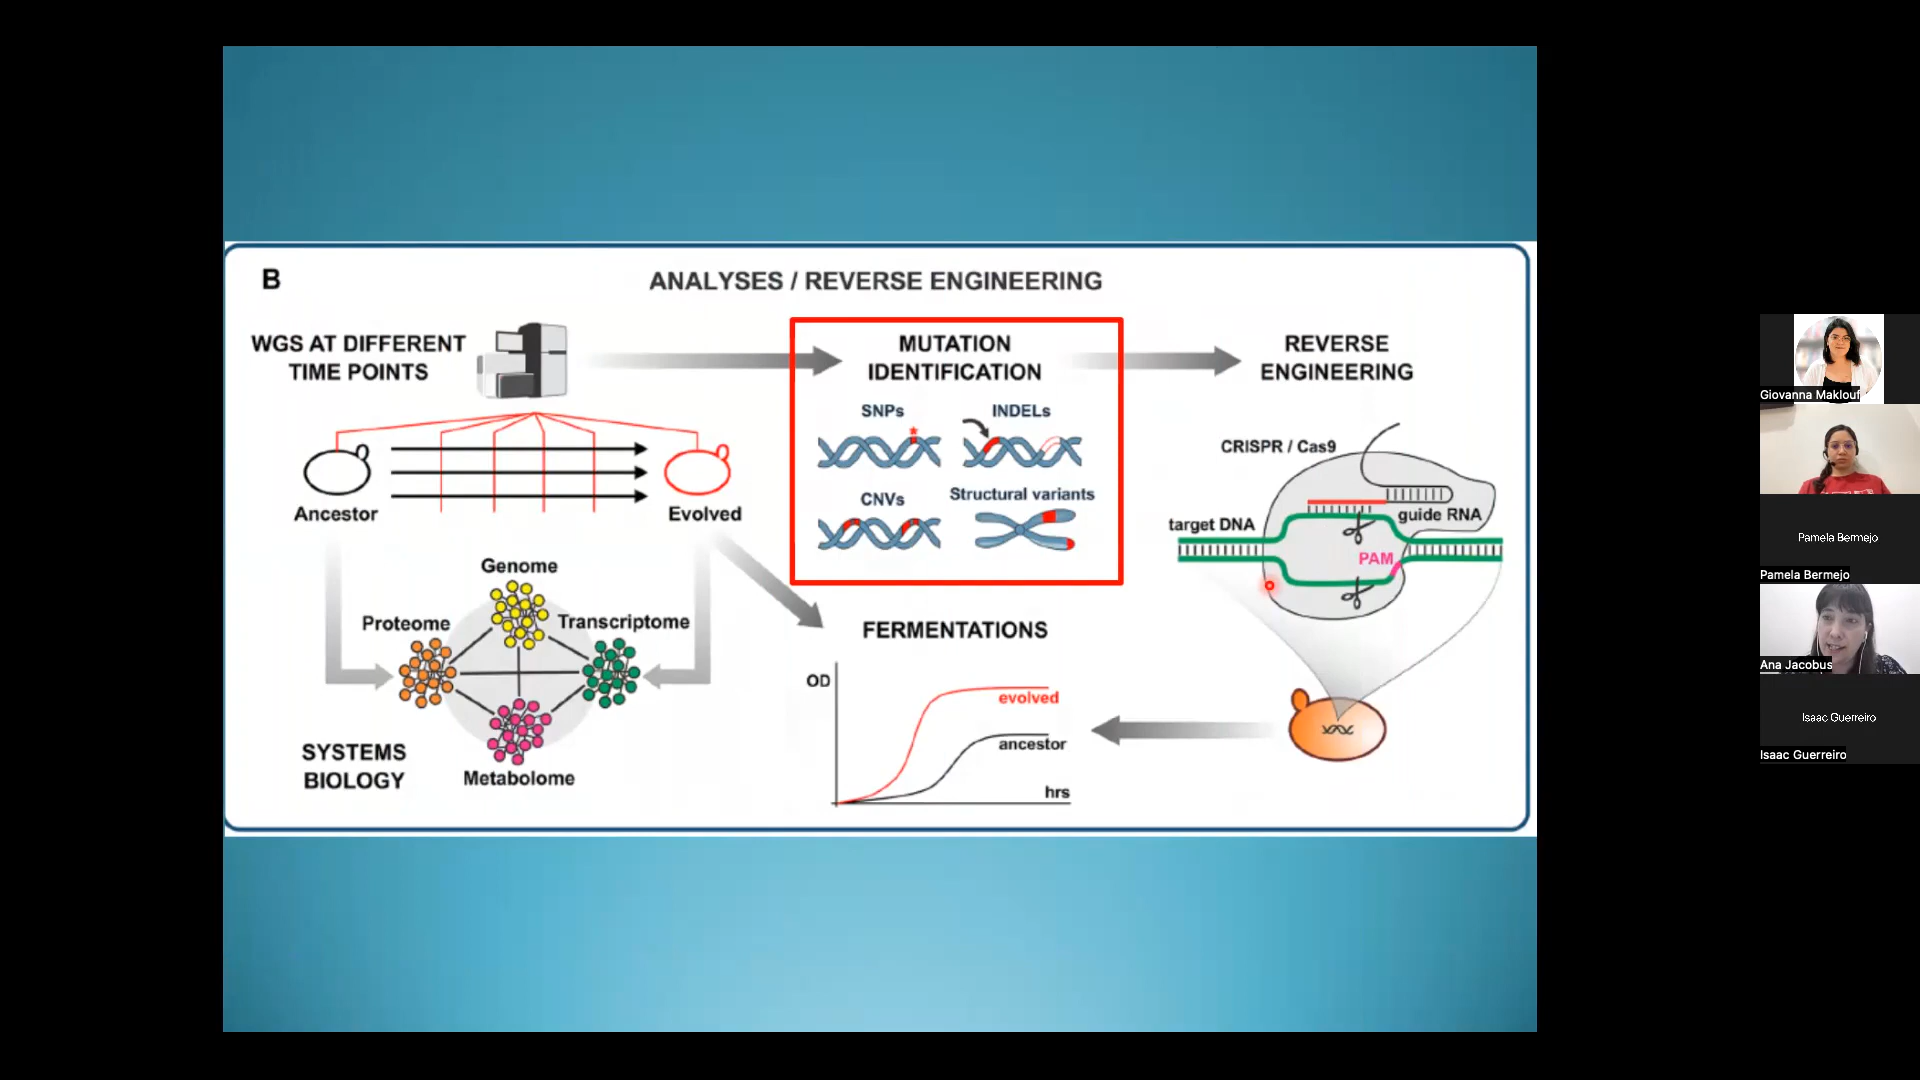 B
ANALYSES / REVERSE ENGINEERING
WGS AT DIFFERENT
TIME POINTS
Ancestor
Evolved
MUTATION
IDENTIFICATION
SNPs
INDELs
CNVs
Structural variants
REVERSE
ENGINEERING
CRISPR / Cas9
target DNA
guide RNA
PAM
Genome
Proteome
Transcriptome
Metabolome
SYSTEMS
BIOLOGY
FERMENTATIONS
OD
evolved
ancestor
hrs
Giovanna Maklouf
Pamela Bermejo
Pamela Bermejo
Ana Jacobus
Isaac Guerreiro
Isaac Guerreiro